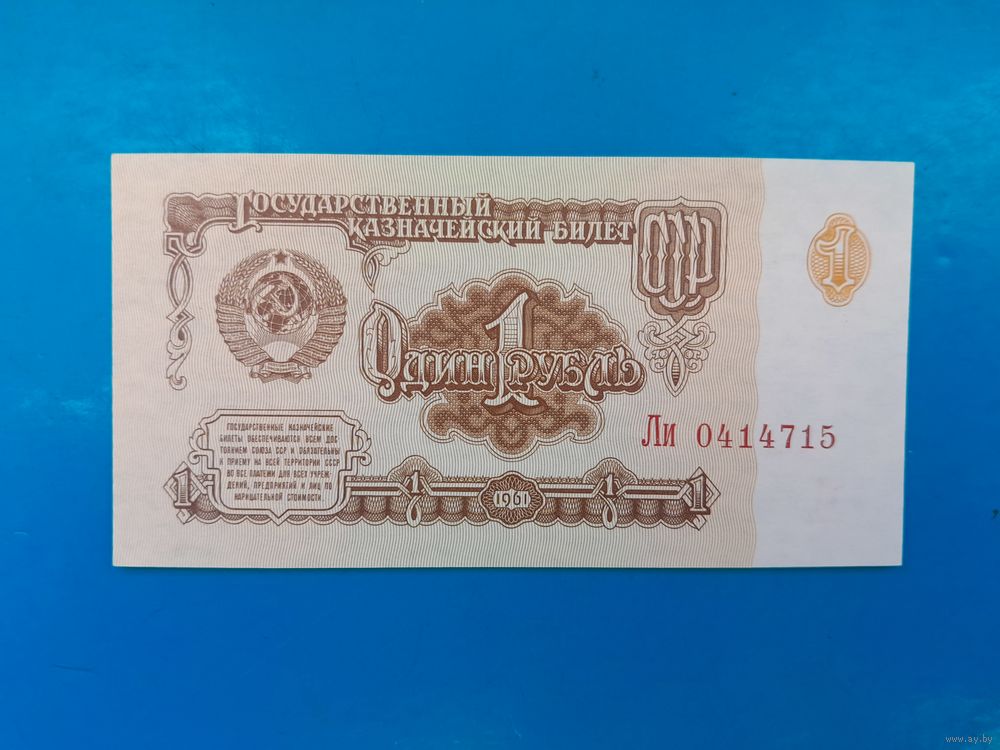 ГОСУДАРСТВЕННЫЙ
КАЗНАЧЕЙСКИЙ БИЛЕТ
СССР
1
ОДИН 1 РУБЛЬ
Ли 0414715
ГОСУДАРСТВЕННЫЕ КАЗНАЧЕЙСКИЕ
БИЛЕТЫ ОБЕСПЕЧИВАЮТСЯ ВСЕМ ДОС
ТОЯНИЕМ СОЮЗА ССР И ОБЯЗАТЕЛЬНЫ
К ПРИЕМУ НА ВСЕЙ ТЕРРИТОРИИ СССР
ВО ВСЕ ПЛАТЕЖИ ДЛЯ ВСЕХ УЧРЕЖ-
ДЕНИЙ, ПРЕДПРИЯТИЙ И ЛИЦ ПО
НАРИЦАТЕЛЬНОЙ СТОИМОСТИ.
1 1 1961 1 1
www.ay.by